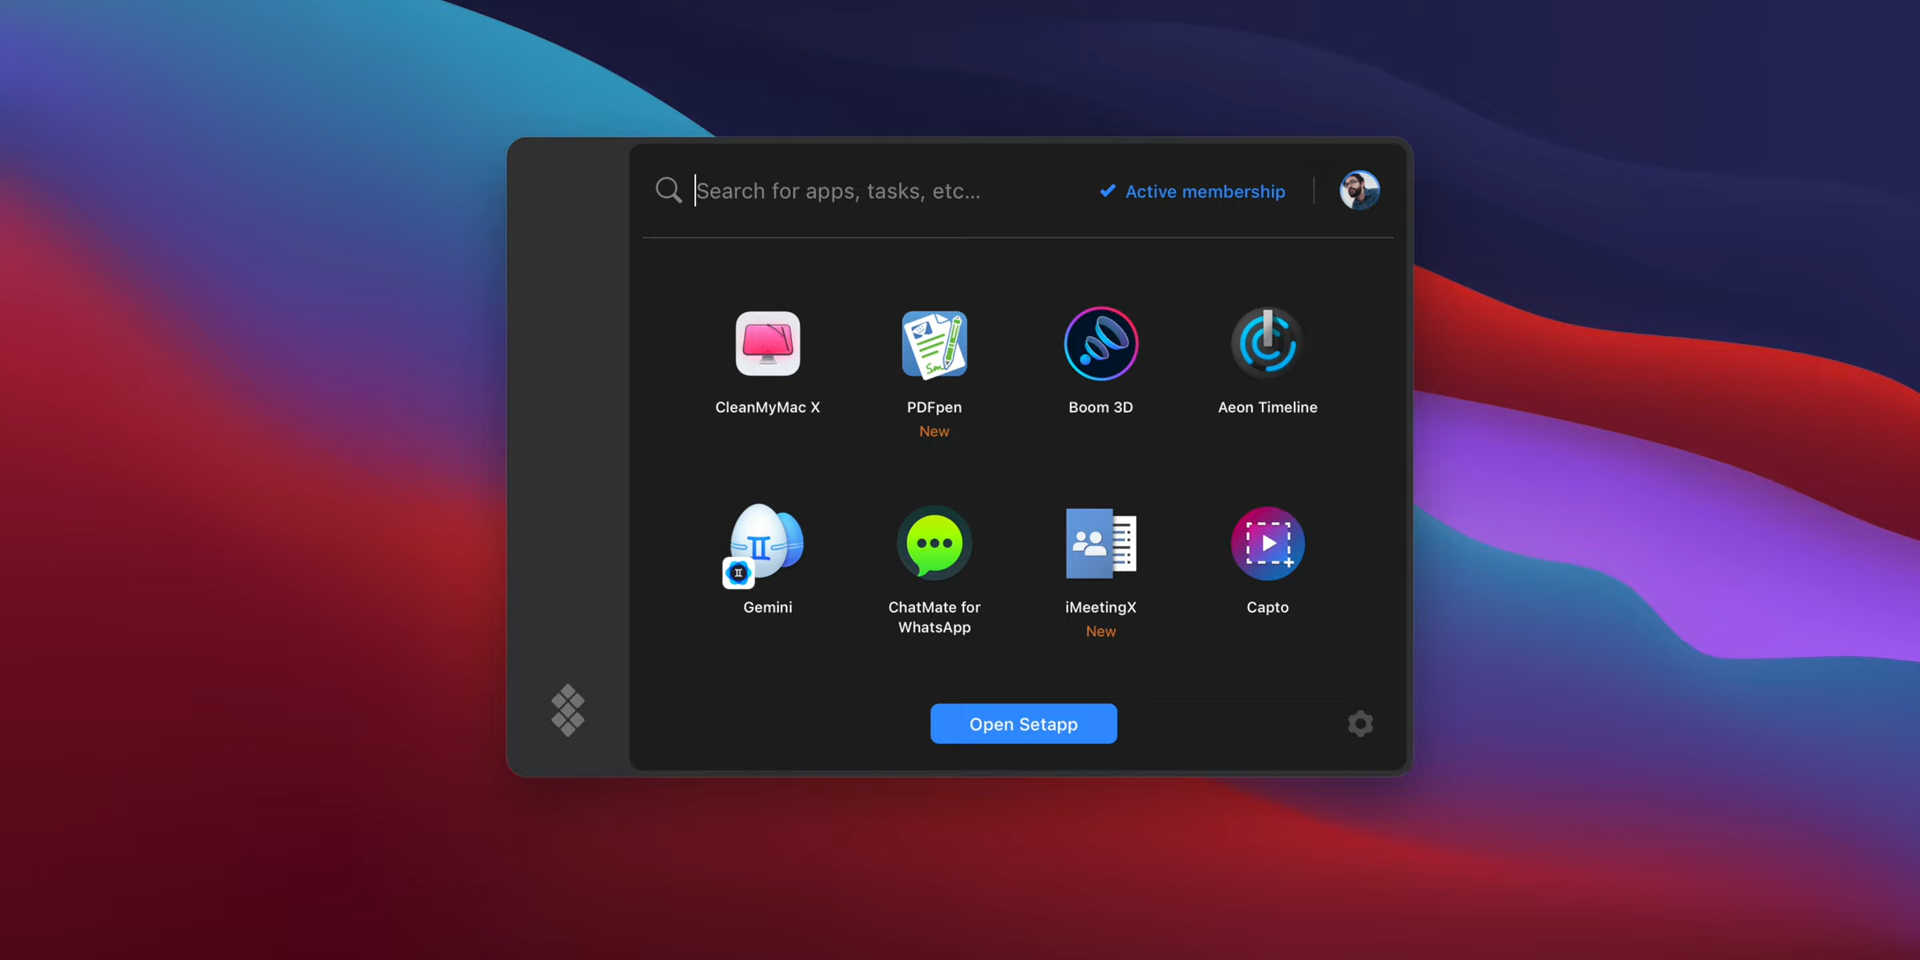 Search for apps, tasks, etc...
Active membership
CleanMyMac X
PDFpen
New
Boom 3D
Aeon Timeline
Gemini
ChatMate for
WhatsApp
iMeetingX
New
Capto
Open Setapp